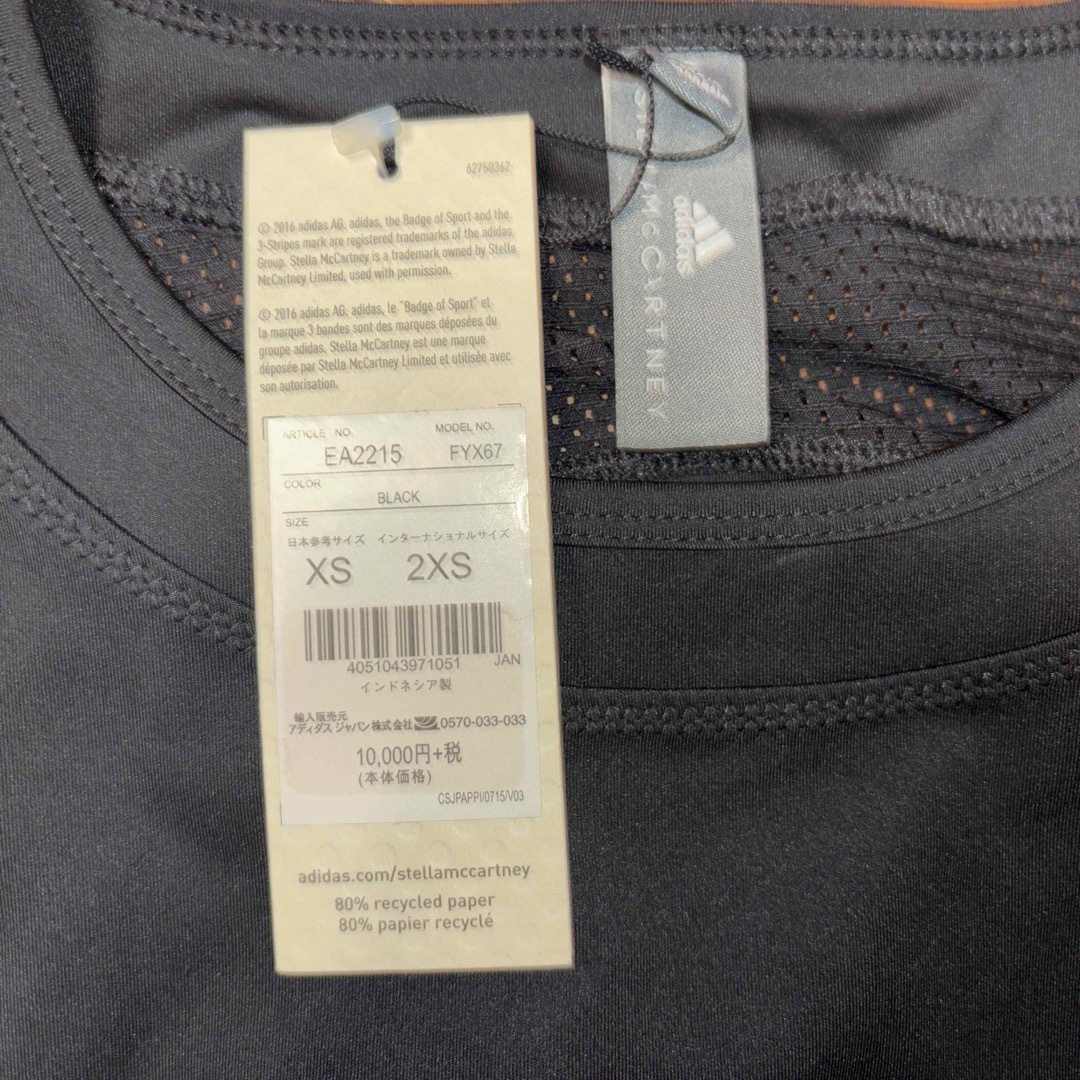 62750362
© 2016 adidas AG. adidas, the Badge of Sport and the
3-Stripes mark are registered trademarks of the adidas
Group. Stella McCartney is a trademark owned by Stella
McCartney Limited, used with permission.
© 2016 adidas AG. adidas, le "Badge of Sport" et
la marque 3 bandes sont des marques déposées du
groupe adidas. Stella McCartney est une marque
déposée par Stella McCartney Limited et utilisée avec
son autorisation.
ARTICLE NO. MODEL NO.
EA2215 FYX67
COLOR
BLACK
SIZE
日本参考サイズ インターナショナルサイズ
XS 2XS
4051043971051 JAN
インドネシア製
輸入販売元
アディダス ジャパン株式会社 0570-033-033
10,000円+税
(本体価格)
CSJPAPPI/0715/V03
adidas.com/stellamccartney
80% recycled paper
80% papier recyclé
adidas
McCARTNEY